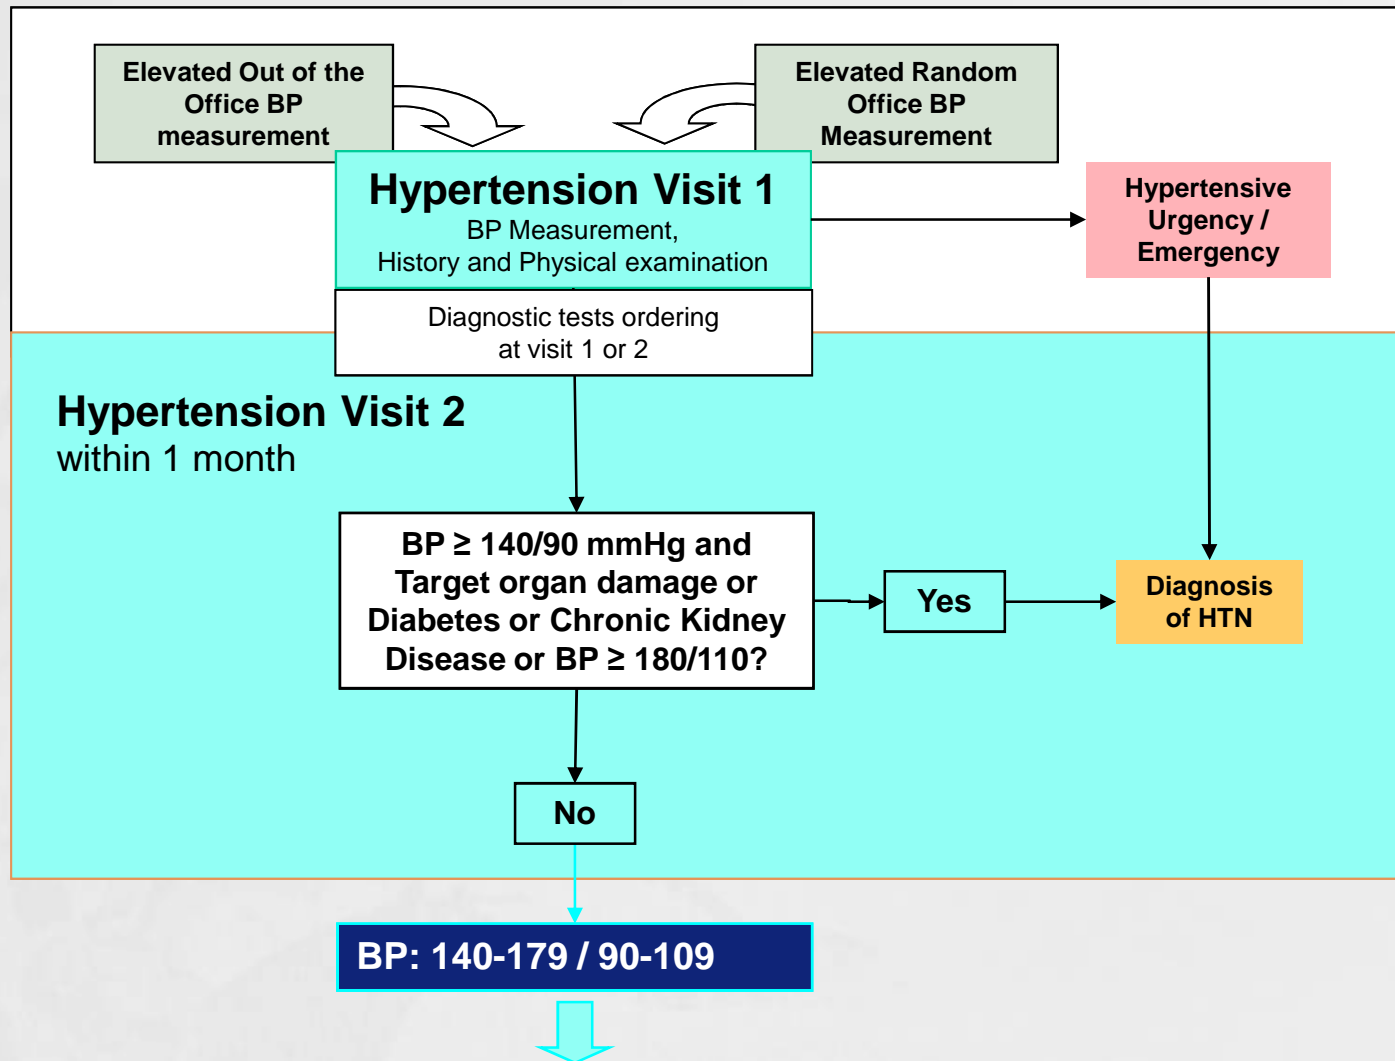 Elevated Out of the
Office BP
measurement
Elevated Random
Office BP
Measurement
Hypertension Visit 1
BP Measurement,
History and Physical examination
Hypertensive
Urgency /
Emergency
Diagnostic tests ordering
at visit 1 or 2
Hypertension Visit 2
within 1 month
BP ≥ 140/90 mmHg and
Target organ damage or
Diabetes or Chronic Kidney
Disease or BP ≥ 180/110?
Yes
Diagnosis
of HTN
No
BP: 140-179 / 90-109